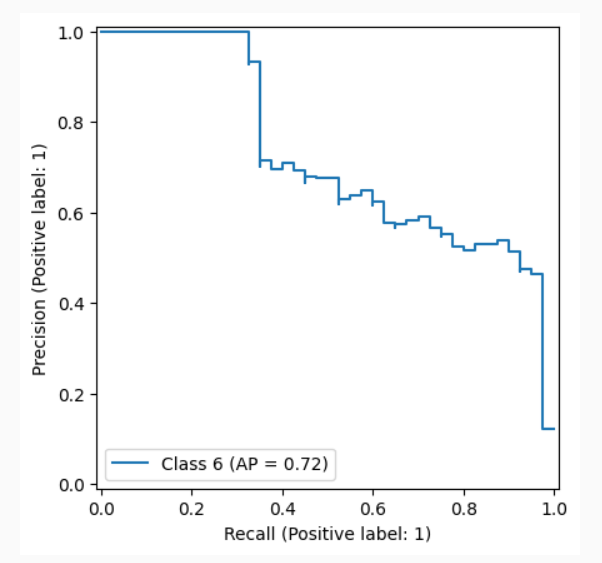 1.0
0.8
0.6
0.4
0.2
0.0
Precision (Positive label: 1)
Class 6 (AP = 0.72)
0.0 0.2 0.4 0.6 0.8 1.0
Recall (Positive label: 1)